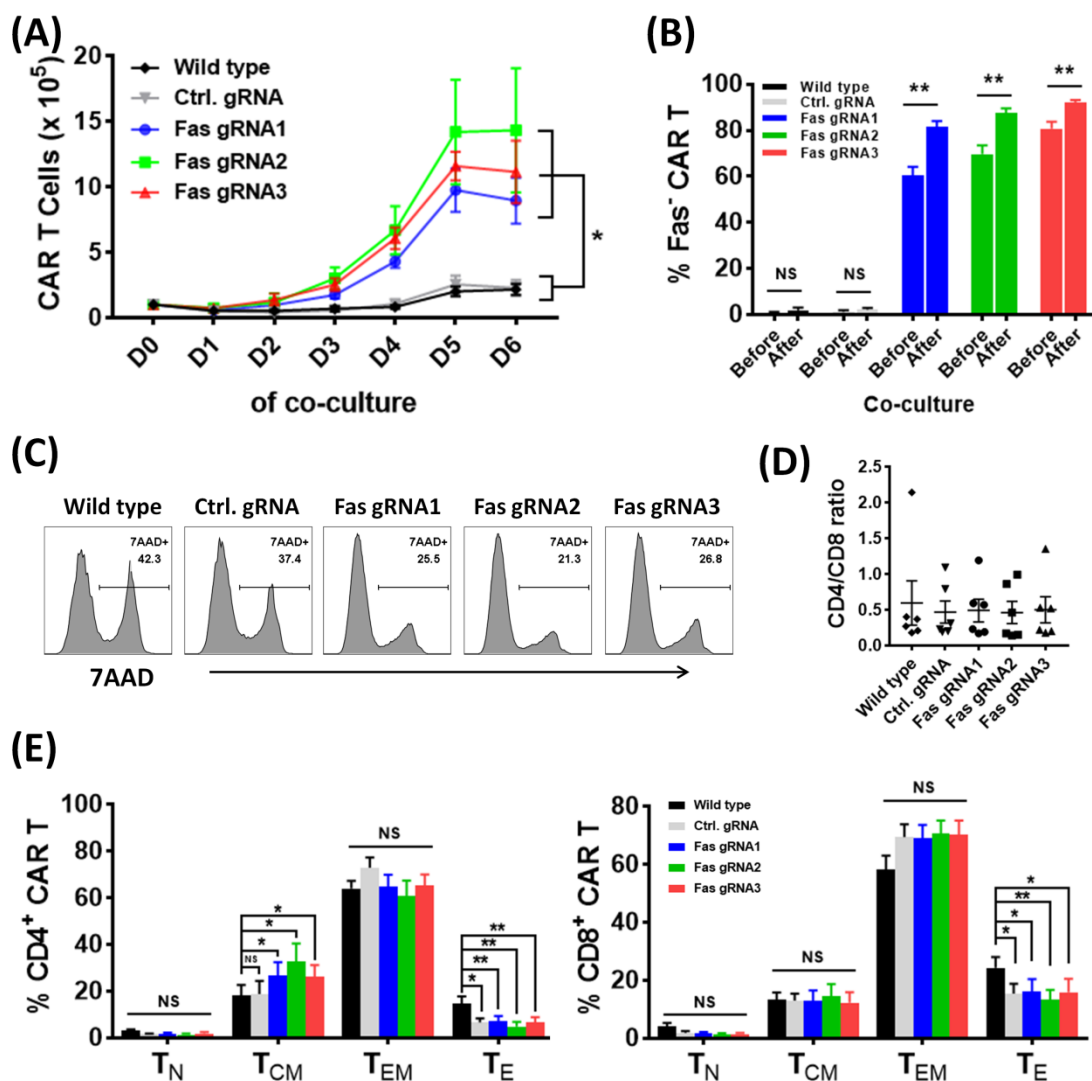 (A)
CAR T Cells (x 10⁵)
20
15
10
5
0
Wild type
Ctrl. gRNA
Fas gRNA1
Fas gRNA2
Fas gRNA3
*
D0 D1 D2 D3 D4 D5 D6
of co-culture
(B)
% Fas⁻ CAR T
100
80
60
40
20
0
Wild type
Ctrl. gRNA
Fas gRNA1
Fas gRNA2
Fas gRNA3
NS NS ** ** **
Before After Before After Before After Before After Before After
Co-culture
(C)
Wild type Ctrl. gRNA Fas gRNA1 Fas gRNA2 Fas gRNA3
7AAD+ 7AAD+ 7AAD+ 7AAD+ 7AAD+
42.3 37.4 25.5 21.3 26.8
7AAD
(D)
CD4/CD8 ratio
2.5
2.0
1.5
1.0
0.5
0.0
Wild type Ctrl. gRNA Fas gRNA1 Fas gRNA2 Fas gRNA3
(E)
% CD4⁺ CAR T
100
80
60
40
20
0
NS
NS * * *
NS
* ** ** **
T_N T_CM T_EM T_E
% CD8⁺ CAR T
80
60
40
20
0
Wild type
Ctrl. gRNA
Fas gRNA1
Fas gRNA2
Fas gRNA3
NS
NS
NS
* * ** *
T_N T_CM T_EM T_E